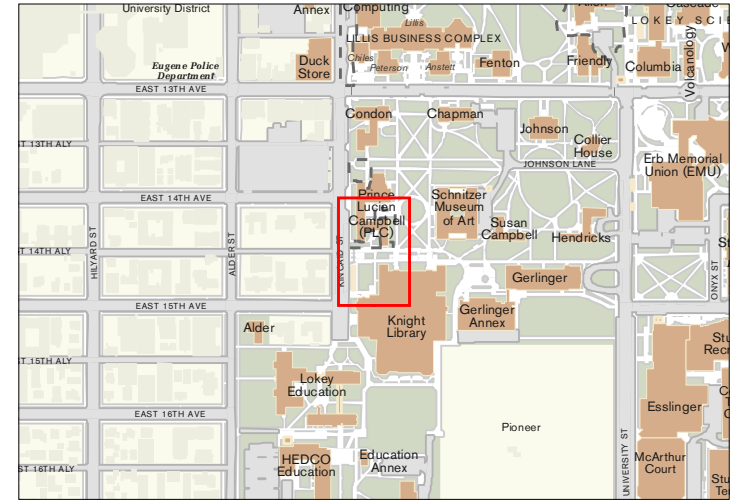 University District
Annex
Computing
Lillis
LOKEY SCIE
LILLIS BUSINESS COMPLEX
Chiles
Peterson
Anstett
Duck
Store
Fenton
Friendly
Columbia
Volcanology
Eugene Police
Department
EAST 13TH AVE
Condon
Chapman
Johnson
Collier
House
ST 13TH ALY
JOHNSON LANE
Erb Memorial
Union (EMU)
EAST 14TH AVE
Prince
Lucien
Campbell
(PLC)
Schnitzer
Museum
of Art
Susan
Campbell
Hendricks
HILYARD ST
ALDER ST
KINCAID ST
ST 14TH ALY
ONYX ST
Gerlinger
EAST 15TH AVE
Gerlinger
Annex
Alder
Knight
Library
ST 15TH ALY
Lokey
Education
Esslinger
EAST 16TH AVE
Pioneer
UNIVERSITY ST
HEDCO
Education
Education
Annex
McArthur
Court
ST 16TH ALY